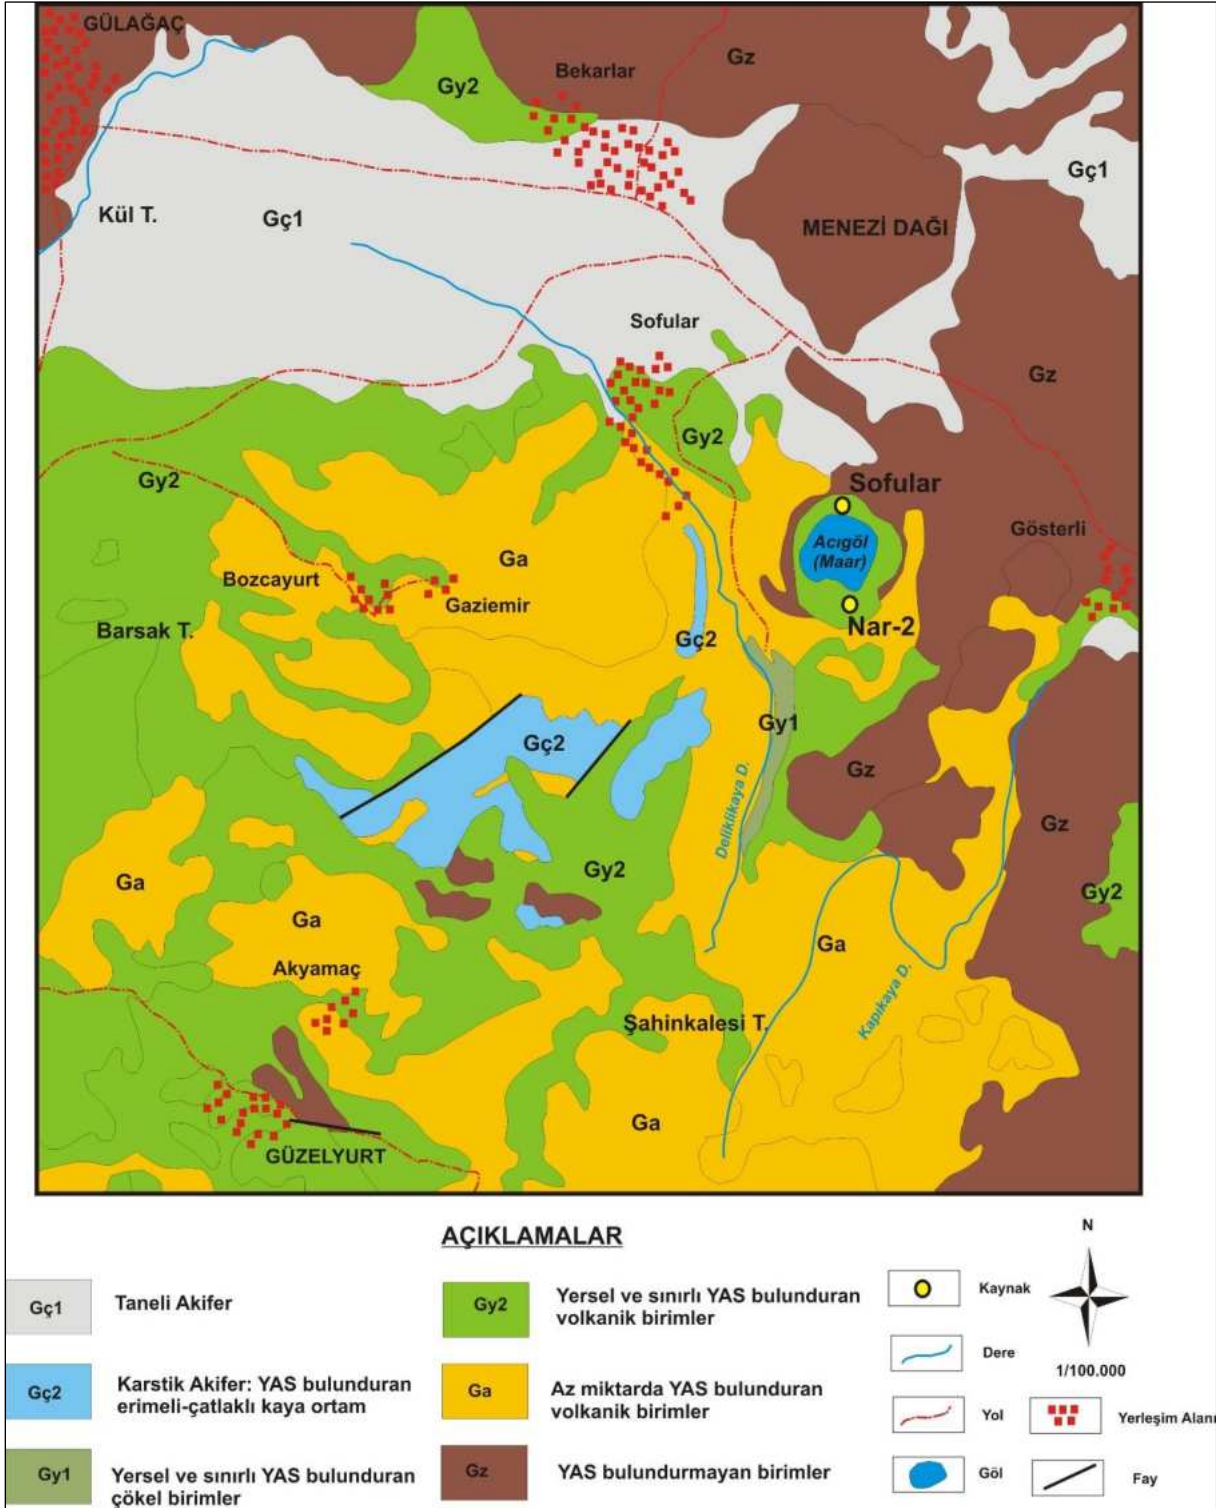 GÜLAĞAÇ
Gz
Bekarlar
Gy2
Gç1
Kül T.
Gç1
MENEZİ DAĞI
Sofular
Gz
Gy2
Gy2
Sofular
Gösterli
Acıgöl
(Maar)
Ga
Bozcayurt
Gaziemir
Nar-2
Barsak T.
Gç2
Gy1
Gç2
Gz
Deliklikaya D.
Gz
Gy2
Ga
Gy2
Ga
Ga
Akyamaç
Kapıkaya D.
Şahinkalesi T.
Ga
GÜZELYURT
AÇIKLAMALAR
Gç1 Taneli Akifer
Gç2 Karstik Akifer: YAS bulunduran
erimeli-çatlaklı kaya ortam
Gy1 Yersel ve sınırlı YAS bulunduran
çökel birimler
Gy2 Yersel ve sınırlı YAS bulunduran
volkanik birimler
Ga Az miktarda YAS bulunduran
volkanik birimler
Gz YAS bulundurmayan birimler
Kaynak
Dere
Yol
Göl
N
1/100.000
Yerleşim Alanı
Fay